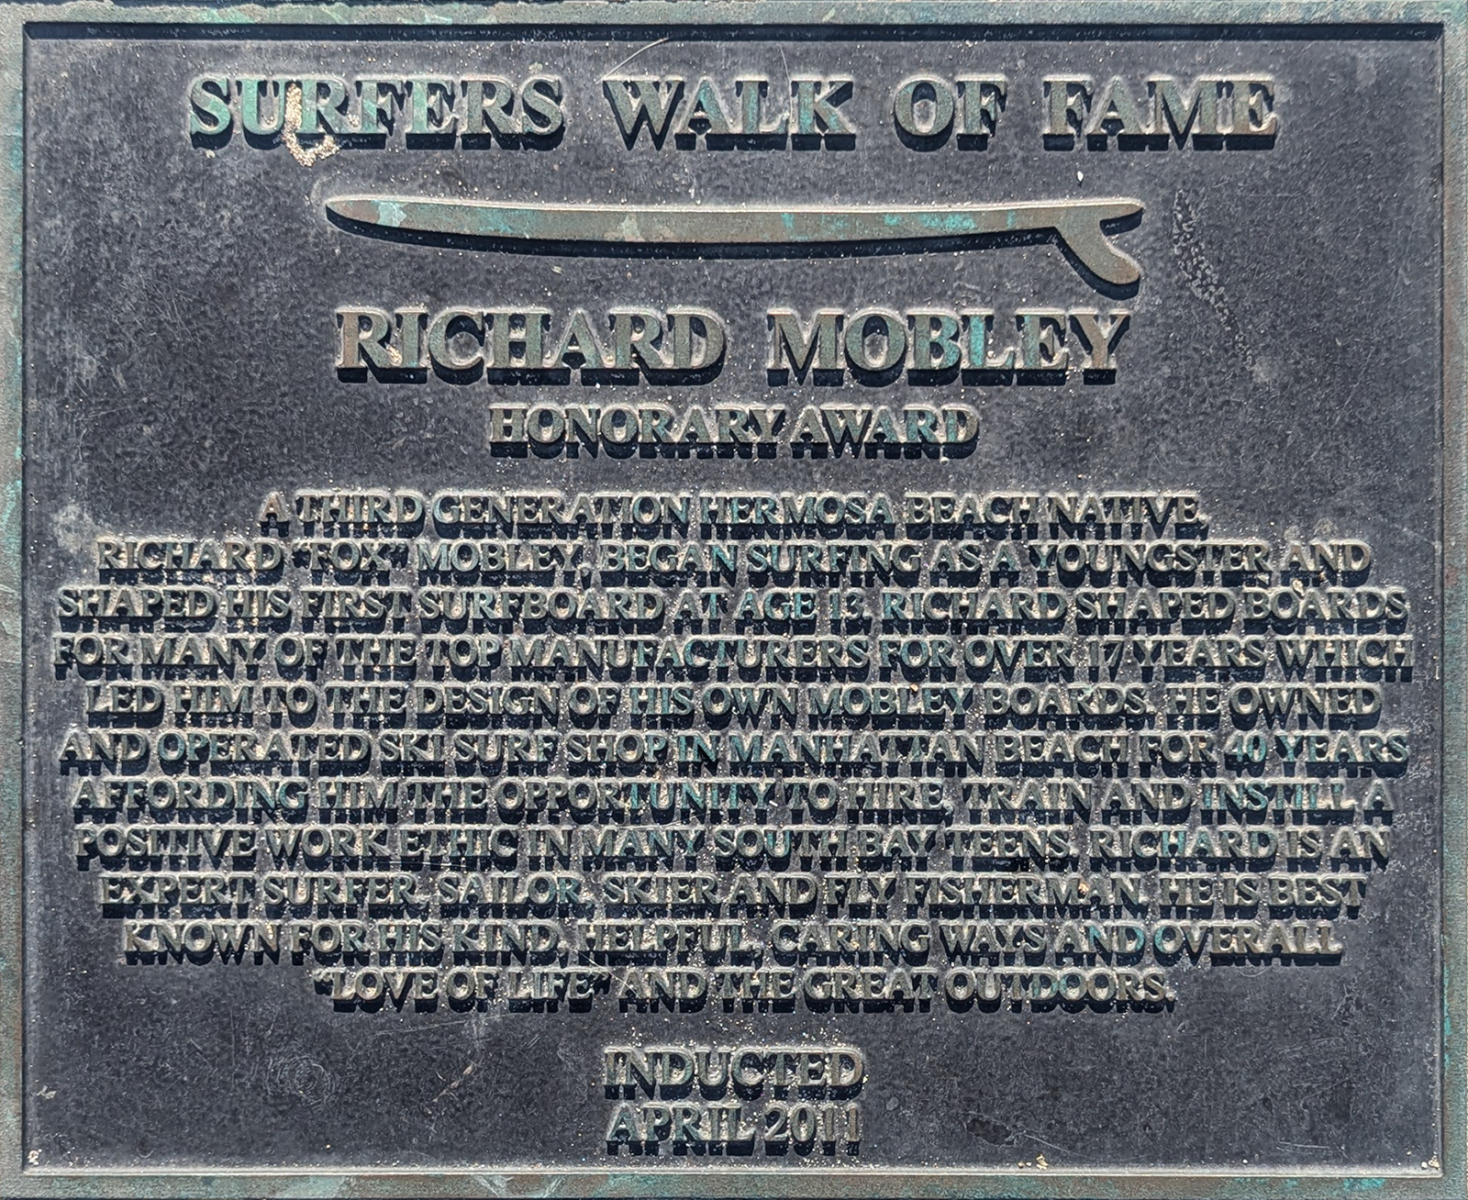 SURFERS WALK OF FAME
RICHARD MOBLEY
HONORARY AWARD
A THIRD GENERATION HERMOSA BEACH NATIVE,
RICHARD "FOX" MOBLEY, BEGAN SURFING AS A YOUNGSTER AND
SHAPED HIS FIRST SURFBOARD AT AGE 13. RICHARD SHAPED BOARDS
FOR MANY OF THE TOP MANUFACTURERS FOR OVER 17 YEARS WHICH
LED HIM TO THE DESIGN OF HIS OWN MOBLEY BOARDS. HE OWNED
AND OPERATED SKI SURF SHOP IN MANHATTAN BEACH FOR 40 YEARS
AFFORDING HIM THE OPPORTUNITY TO HIRE, TRAIN AND INSTILL A
POSITIVE WORK ETHIC IN MANY SOUTH BAY TEENS. RICHARD IS AN
EXPERT SURFER, SAILOR, SKIER AND FLY FISHERMAN. HE IS BEST
KNOWN FOR HIS KIND, HELPFUL, CARING WAYS AND OVERALL
"LOVE OF LIFE" AND THE GREAT OUTDOORS.
INDUCTED
APRIL 2011